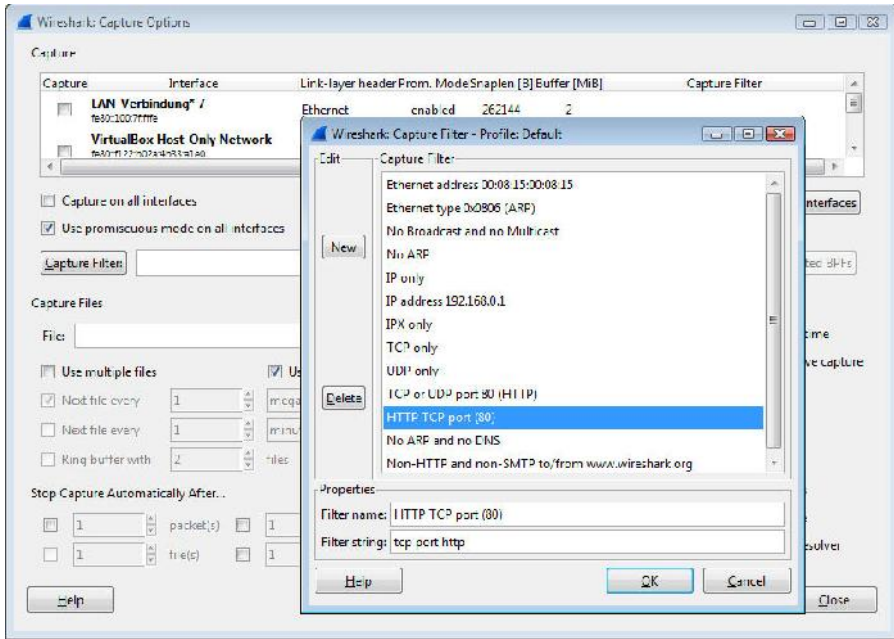 Wireshark: Capture Options
Capture
Capture Interface Link-layer header Prom. Mode Snaplen [B] Buffer [MiB] Capture Filter
LAN-Verbindung* 7
Ethernet enabled 262144 2
VirtualBox Host-Only Network
Capture on all interfaces
Use promiscuous mode on all interfaces
Capture Filter:
Capture Files
File:
Use multiple files
Next file every 1
Next file every 1
Ring buffer with 2 files
Stop Capture Automatically After...
1 packet(s) 1
1 file(s) 1
Help
Wireshark: Capture Filter - Profile: Default
Edit
New
Delete
Capture Filter
Ethernet address 00:08:15:00:08:15
Ethernet type 0x0806 (ARP)
No Broadcast and no Multicast
No ARP
IP only
IP address 192.168.0.1
IPX only
TCP only
UDP only
TCP or UDP port 80 (HTTP)
HTTP TCP port (80)
No ARP and no DNS
Non-HTTP and non-SMTP to/from www.wireshark.org
Properties
Filter name: HTTP TCP port (80)
Filter string: tcp port http
Help OK Cancel
Close